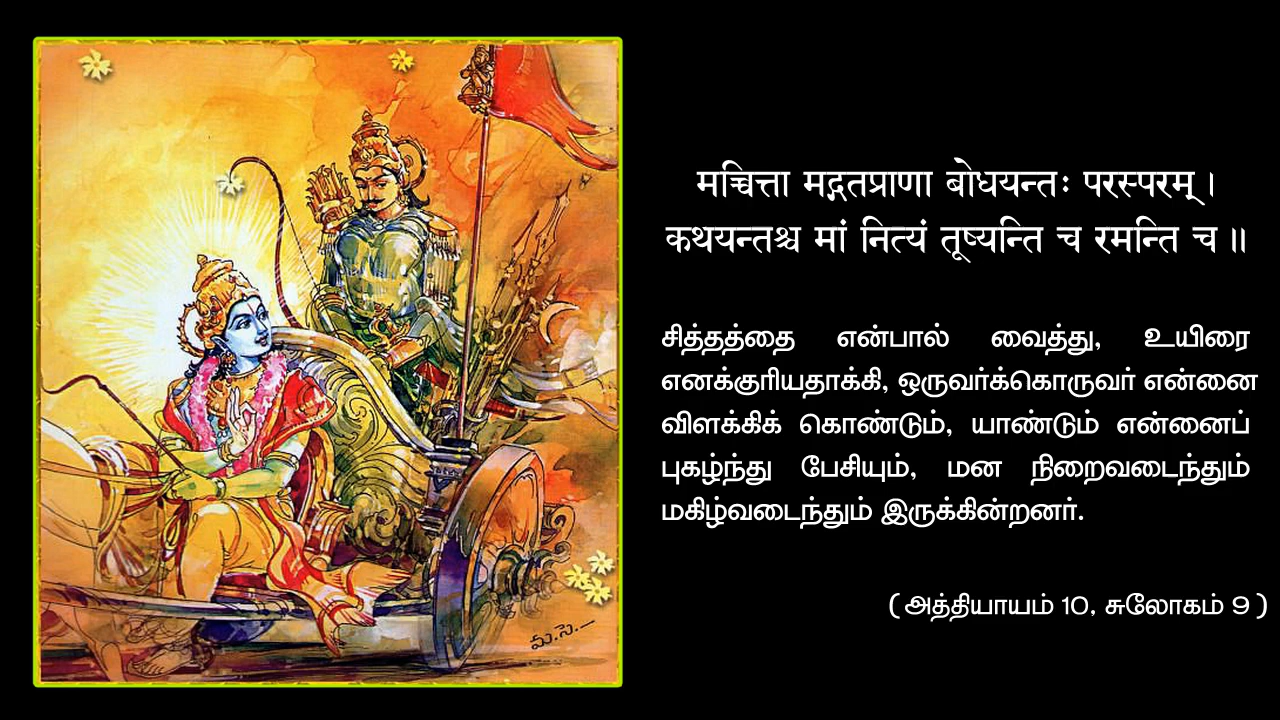 मच्चित्ता मद्गतप्राणा बोधयन्तः परस्परम् ।
कथयन्तश्च मां नित्यं तूष्यन्ति च रमन्ति च ॥
சித்தத்தை என்பால் வைத்து, உயிரை
எனக்குரியதாக்கி, ஒருவர்க்கொருவர் என்னை
விளக்கிக் கொண்டும், யாண்டும் என்னைப்
புகழ்ந்து பேசியும், மன நிறைவடைந்தும்
மகிழ்வடைந்தும் இருக்கின்றனர்.
( அத்தியாயம் 10, சுலோகம் 9 )